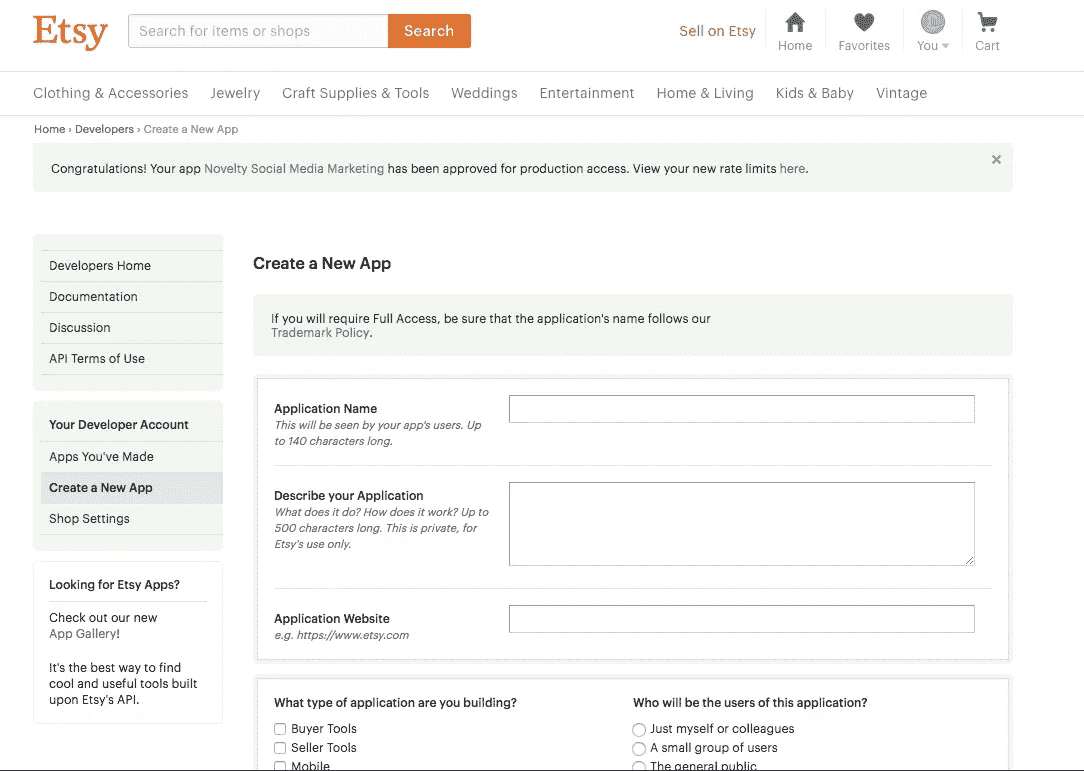 Etsy
Search for items or shops
Search
Sell on Etsy
Home
Favorites
You
Cart
Clothing & Accessories
Jewelry
Craft Supplies & Tools
Weddings
Entertainment
Home & Living
Kids & Baby
Vintage
Home › Developers › Create a New App
Congratulations! Your app Novelty Social Media Marketing has been approved for production access. View your new rate limits here.
Developers Home
Documentation
Discussion
API Terms of Use
Your Developer Account
Apps You've Made
Create a New App
Shop Settings
Looking for Etsy Apps?
Check out our new
App Gallery!
It's the best way to find
cool and useful tools built
upon Etsy's API.
Create a New App
If you will require Full Access, be sure that the application's name follows our
Trademark Policy.
Application Name
This will be seen by your app's users. Up
to 140 characters long.
Describe your Application
What does it do? How does it work? Up to
500 characters long. This is private, for
Etsy's use only.
Application Website
e.g. https://www.etsy.com
What type of application are you building?
Buyer Tools
Seller Tools
Mobile
Who will be the users of this application?
Just myself or colleagues
A small group of users
The general public